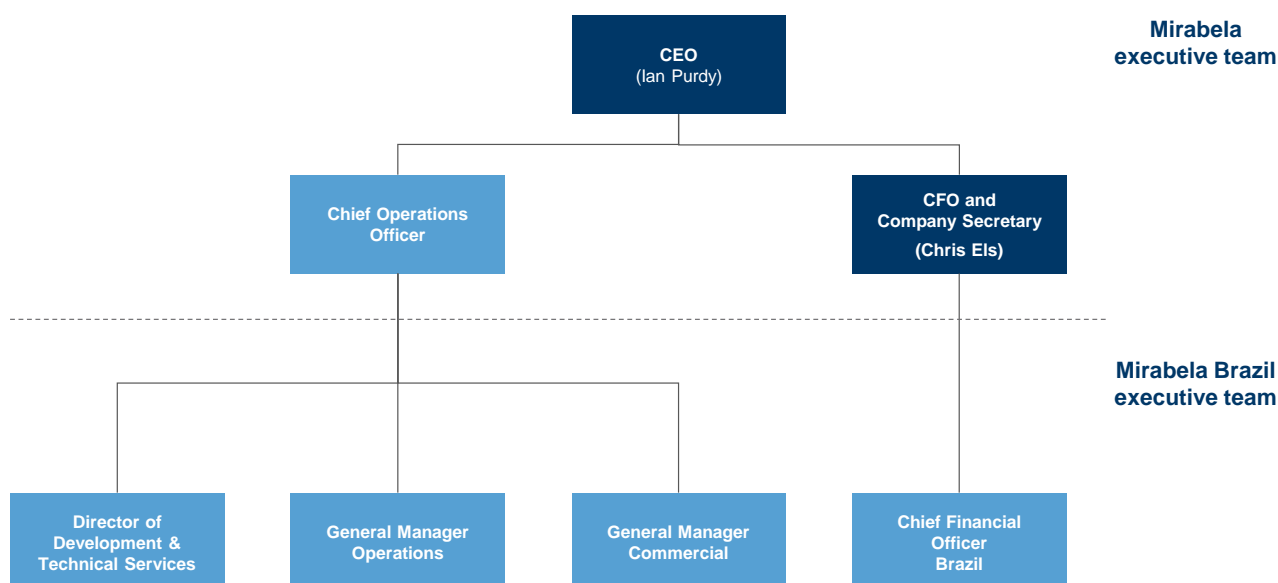 Mirabela
executive team
CEO
(Ian Purdy)
Chief Operations
Officer
CFO and
Company Secretary
(Chris Els)
Mirabela Brazil
executive team
Director of
Development &
Technical Services
General Manager
Operations
General Manager
Commercial
Chief Financial
Officer
Brazil